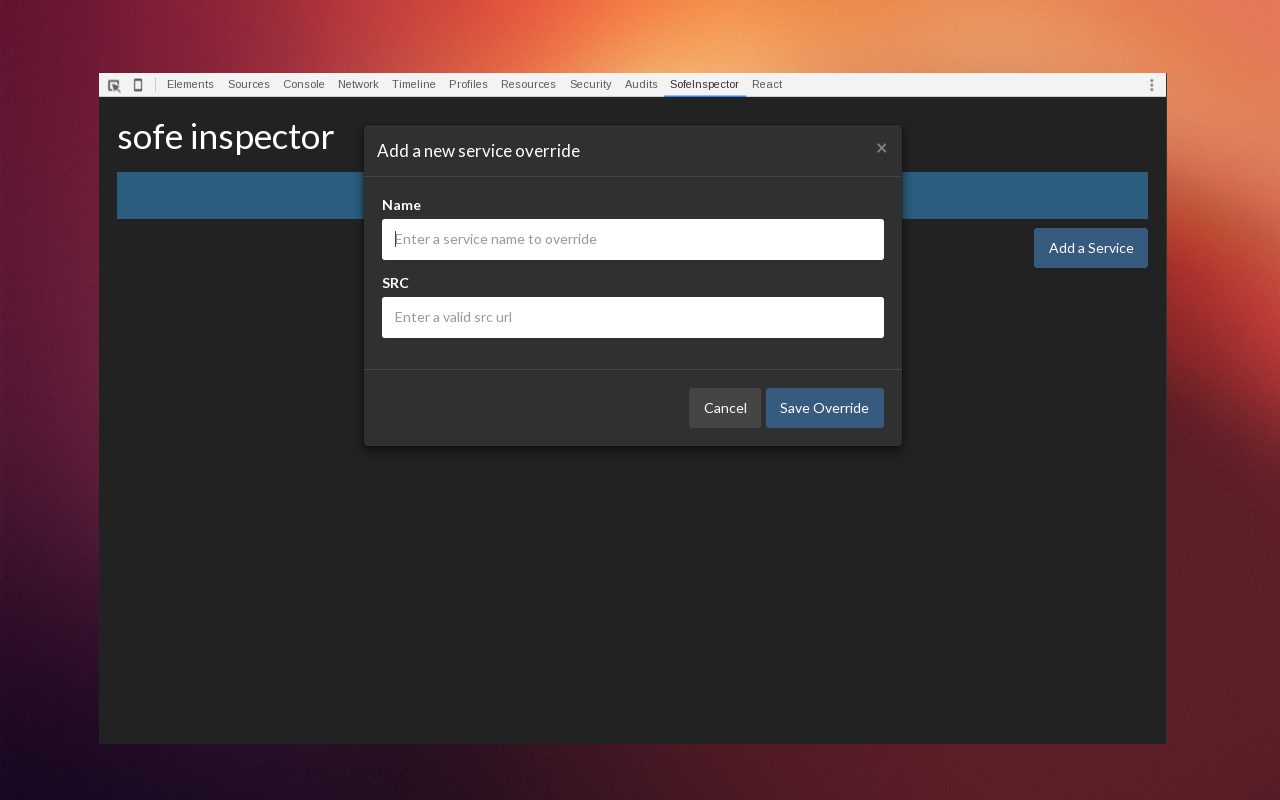 Elements Sources Console Network Timeline Profiles Resources Security Audits SofeInspector React
sofe inspector
Add a new service override ×
Name
Enter a service name to override
Add a Service
SRC
Enter a valid src url
Cancel Save Override